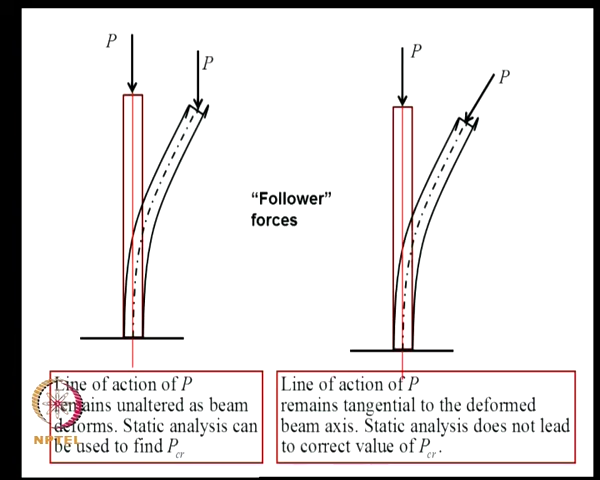 P
P
P
P
“Follower”
forces
Line of action of P
remains unaltered as beam
deforms. Static analysis can
be used to find Pcr
Line of action of P
remains tangential to the deformed
beam axis. Static analysis does not lead
to correct value of Pcr.
NPTEL